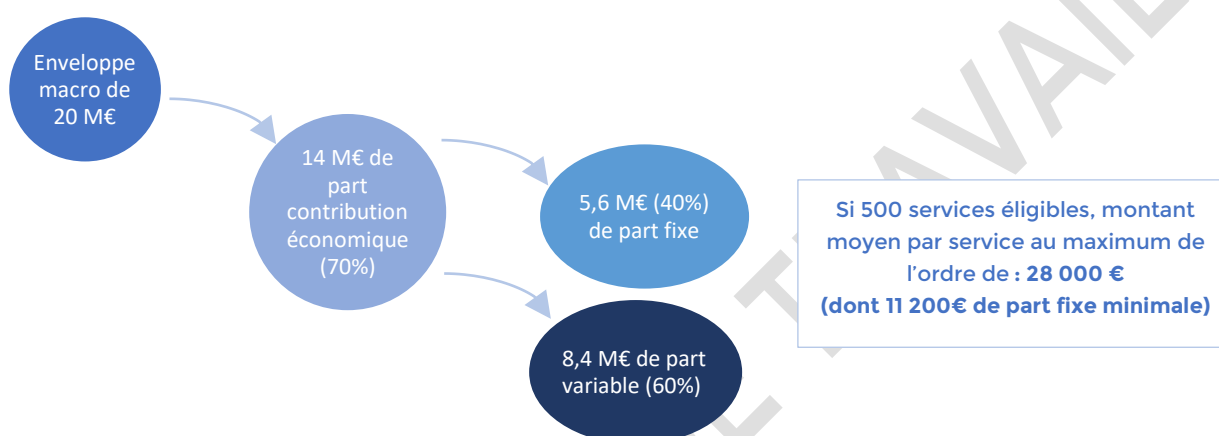 Enveloppe
macro de
20 M€
14 M€ de
part
contribution
économique
(70%)
5,6 M€ (40%)
de part fixe
8,4 M€ de part
variable (60%)
Si 500 services éligibles, montant
moyen par service au maximum de
l'ordre de : 28 000 €
(dont 11 200€ de part fixe minimale)